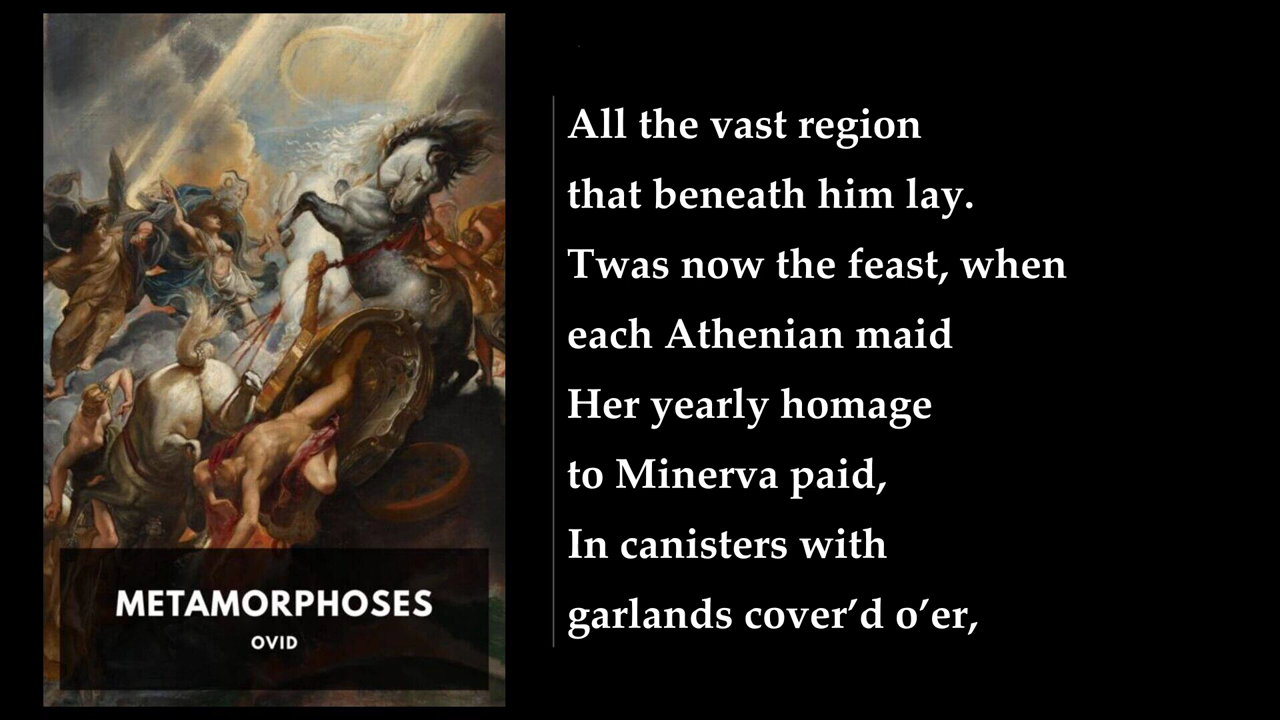 METAMORPHOSES
OVID
All the vast region
that beneath him lay.
Twas now the feast, when
each Athenian maid
Her yearly homage
to Minerva paid,
In canisters with
garlands cover’d o’er,